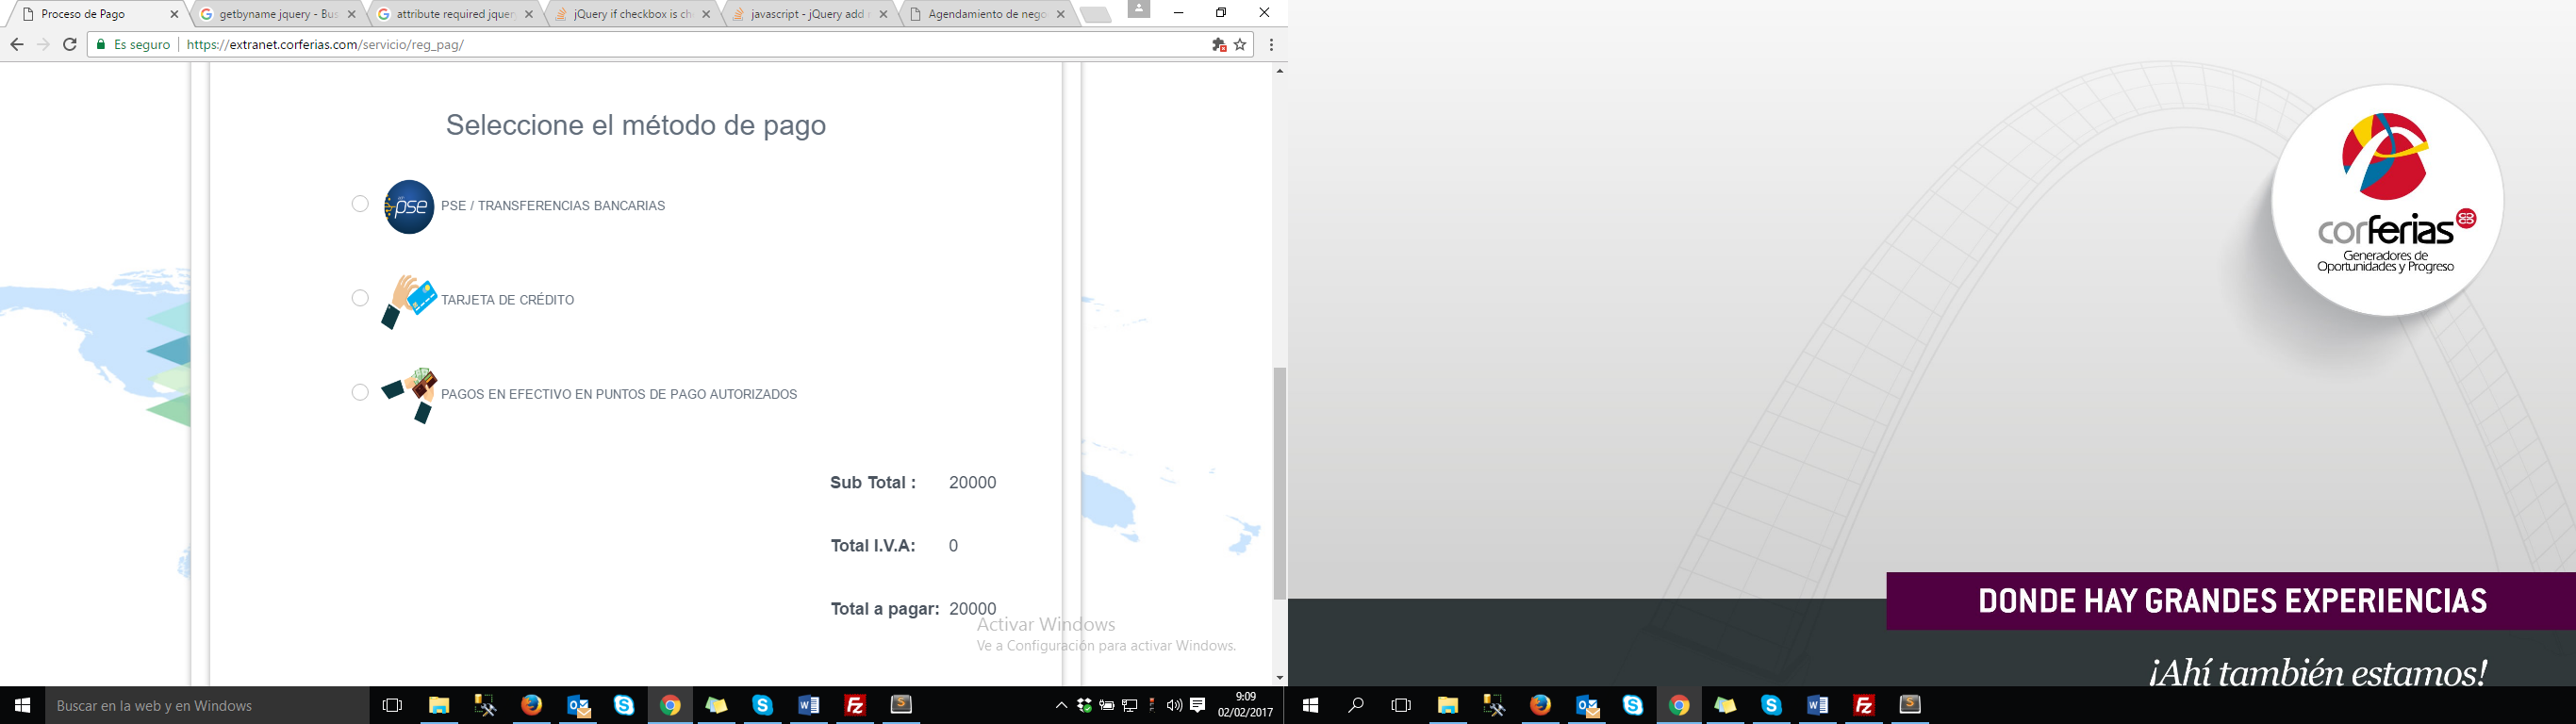 Proceso de Pago
getbyname jquery - Bus
attribute required jquer
jQuery if checkbox is ch
javascript - jQuery add
Agendamiento de nego
Es seguro
https://extranet.corferias.com/servicio/reg_pag/
Seleccione el método de pago
pse
PSE / TRANSFERENCIAS BANCARIAS
TARJETA DE CRÉDITO
PAGOS EN EFECTIVO EN PUNTOS DE PAGO AUTORIZADOS
Sub Total : 20000
Total I.V.A: 0
Total a pagar: 20000
Activar Windows
Ve a Configuración para activar Windows.
Buscar en la web y en Windows
9:09
02/02/2017
corferias
Generadores de
Oportunidades y Progreso
DONDE HAY GRANDES EXPERIENCIAS
¡Ahí también estamos!